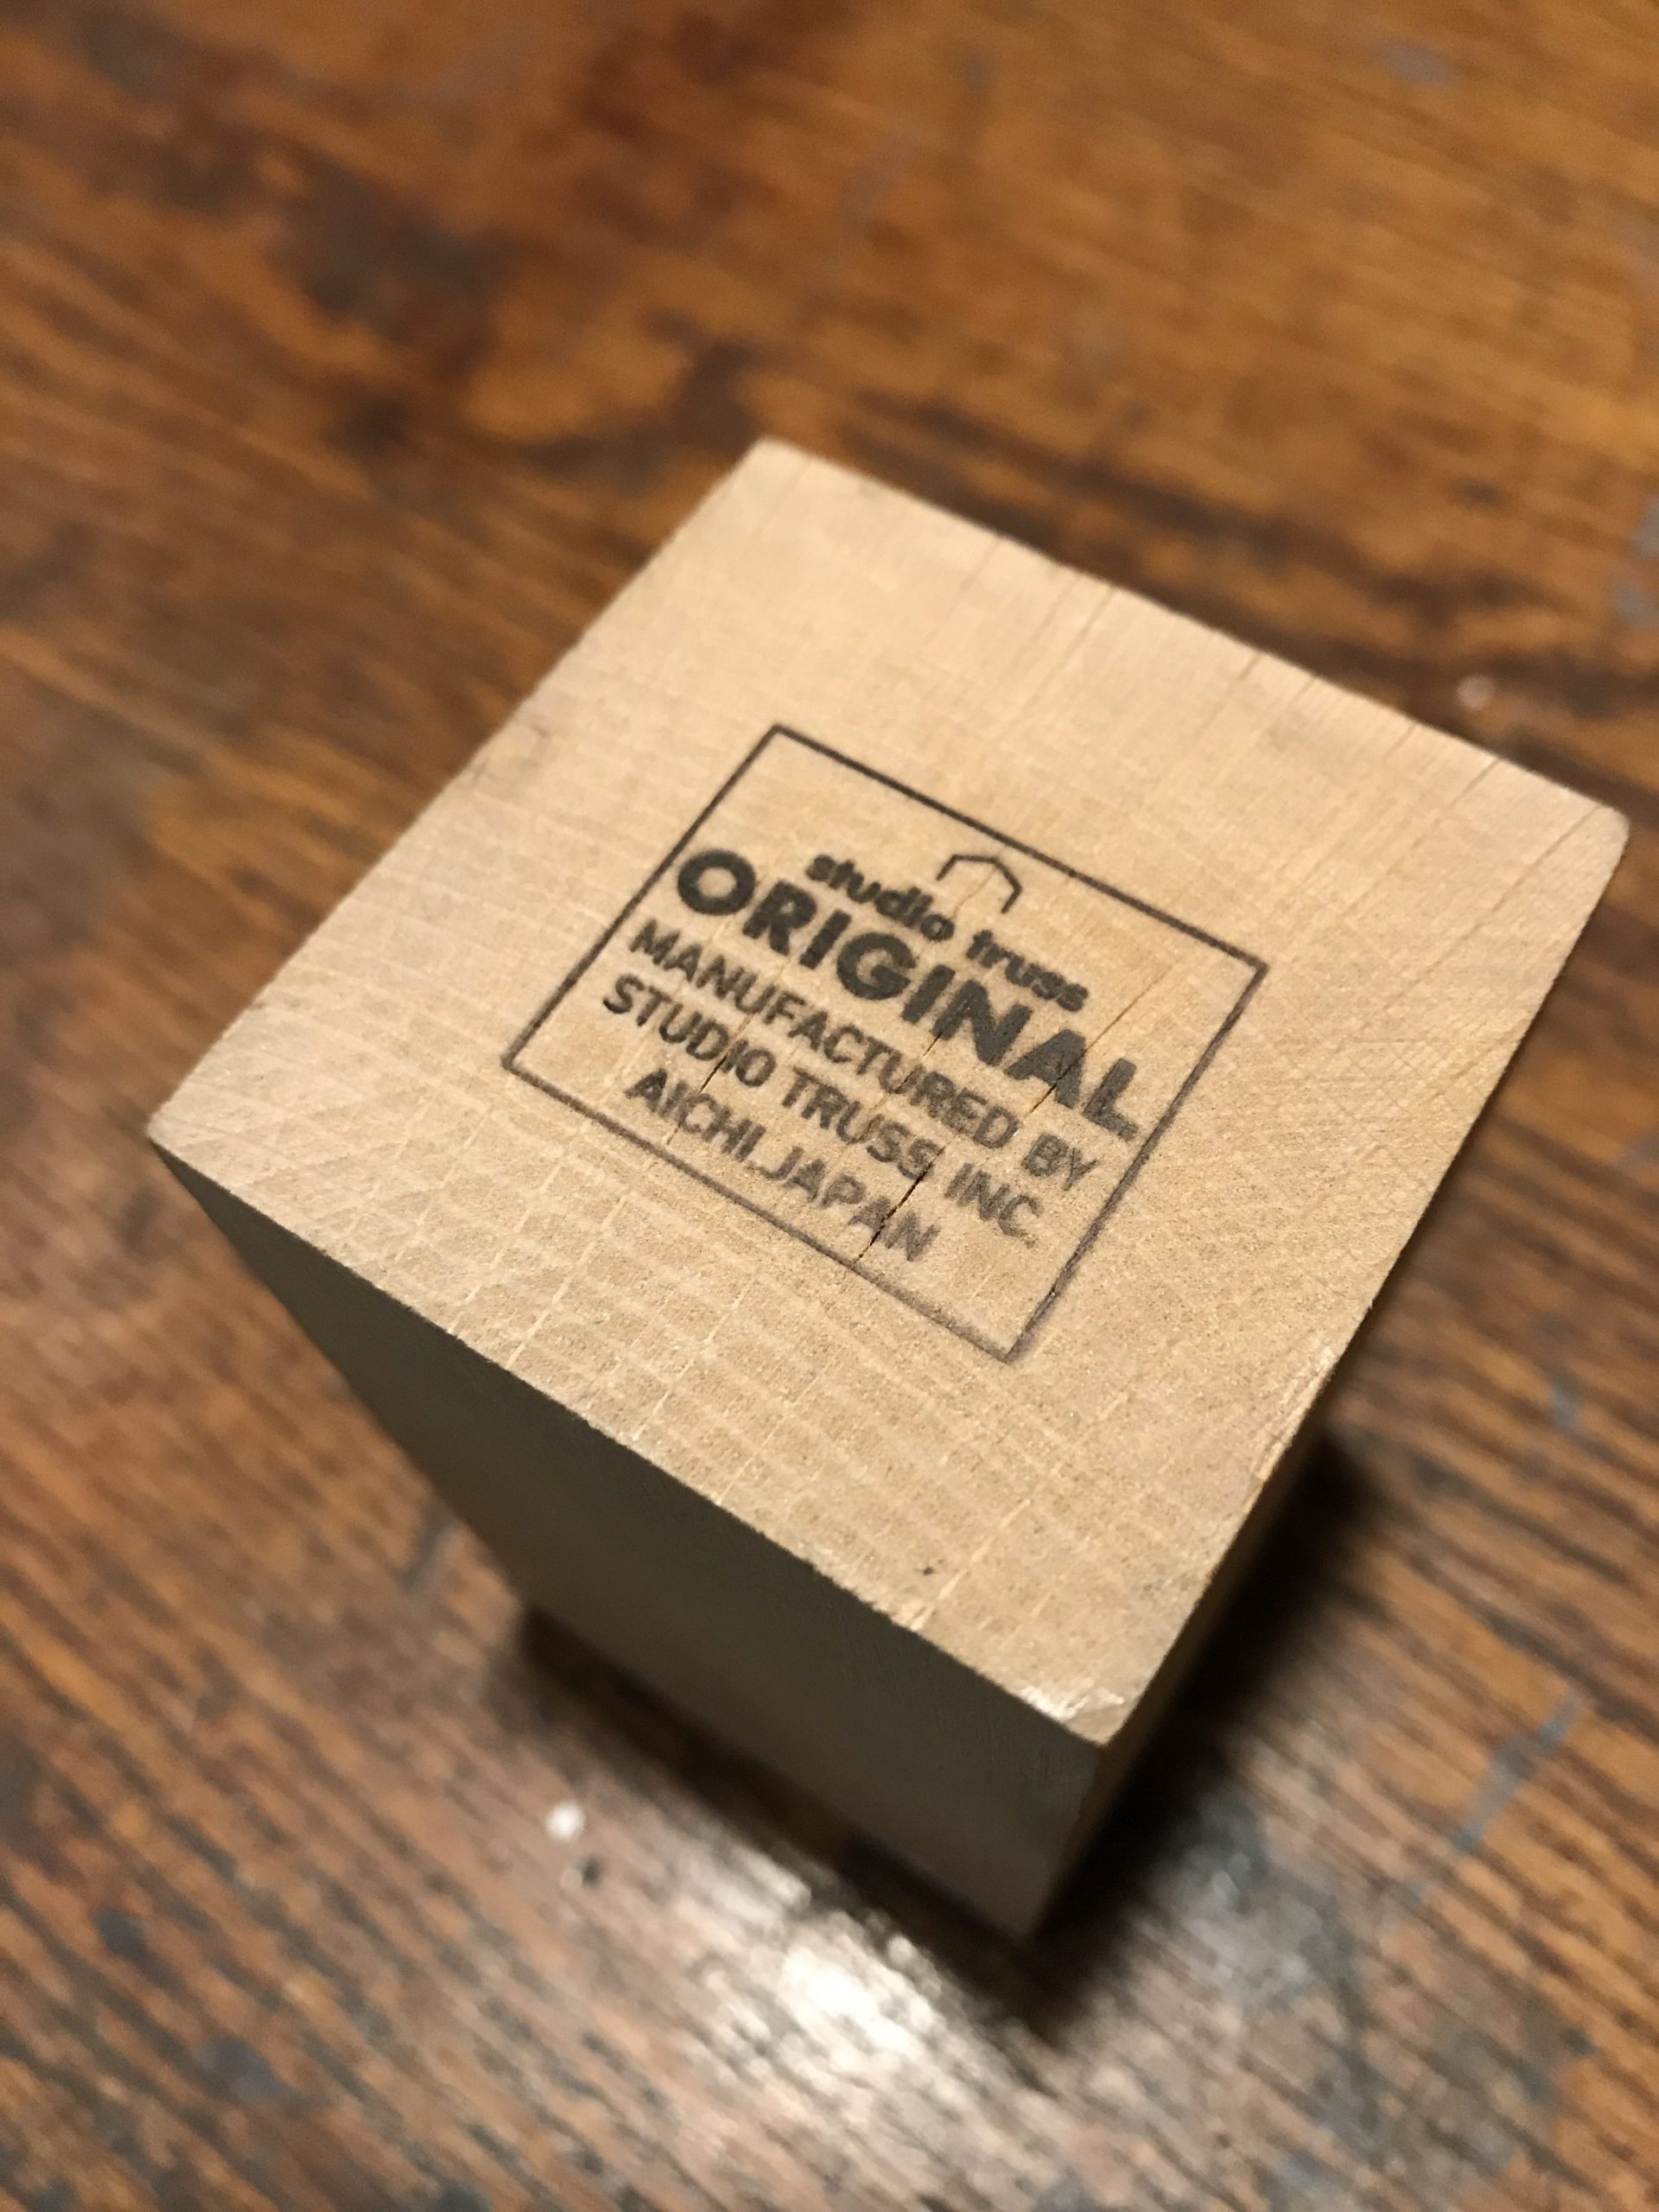 studio truss
ORIGINAL
MANUFACTURED BY
STUDIO TRUSS INC.
AICHI.JAPAN